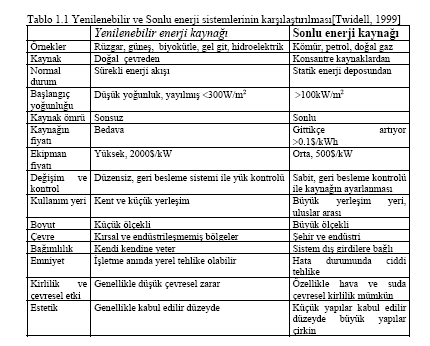 Tablo 1.1 Yenilenebilir ve Sonlu enerji sistemlerinin karşılaştırılması[Twidell, 1999]
Yenilenebilir enerji kaynağı Sonlu enerji kaynağı
Örnekler Rüzgar, güneş, biyokütle, gel git, hidroelektrik Kömür, petrol, doğal gaz
Kaynak Doğal çevreden Konsantre kaynaklardan
Normal Sürekli enerji akışı Statik enerji deposundan
durum
Başlangıç Düşük yoğunluk, yayılmış <300W/m² >100kW/m²
yoğunluğu
Kaynak ömrü Sonsuz Sonlu
Kaynağın Bedava Gittikçe artıyor
fiyatı >0.1$/kWh
Ekipman Yüksek, 2000$/kW Orta, 500$/kW
fiyatı
Değişim ve Düzensiz, geri besleme sistemi ile yük kontrolü Sabit, geri besleme kontrolü
kontrol ile kaynağın ayarlanması
Kullanım yeri Kent ve küçük yerleşim Büyük yerleşim yeri,
uluslar arası
Boyut Küçük ölçekli Büyük ölçekli
Çevre Kırsal ve endüstrileşmemiş bölgeler Şehir ve endüstri
Bağımlılık Kendi kendine yeter Sistem dış girdilere bağlı
Emniyet İşletme anında yerel tehlike olabilir Hata durumunda ciddi
tehlike
Kirlilik ve Genellikle düşük çevresel zarar Özellikle hava ve suda
çevresel etki çevresel kirlilik mümkün
Estetik Genellikle kabul edilir düzeyde Küçük yapılar kabul edilir
düzeyde büyük yapılar
çirkin